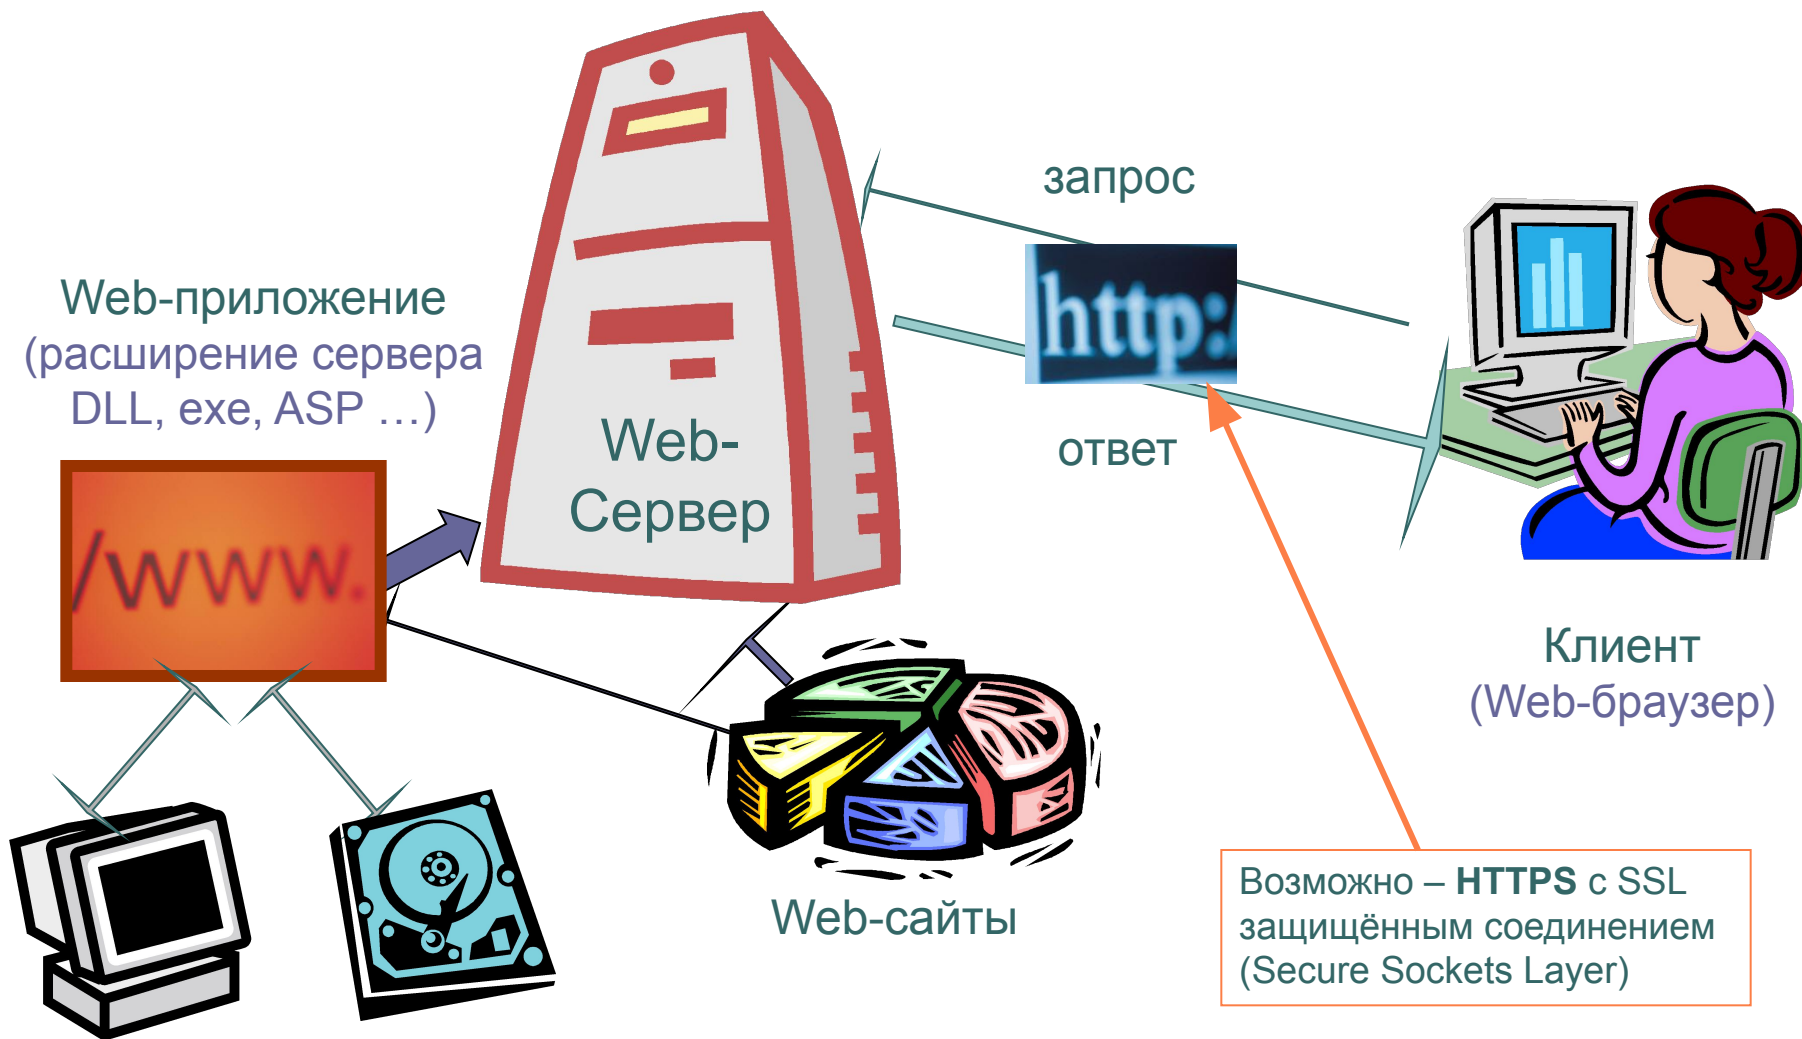 запрос
http:/
Web-приложение
(расширение сервера
DLL, exe, ASP …)
Web-
Сервер
ответ
/www.
Клиент
(Web-браузер)
Web-сайты
Возможно – HTTPS с SSL
защищённым соединением
(Secure Sockets Layer)